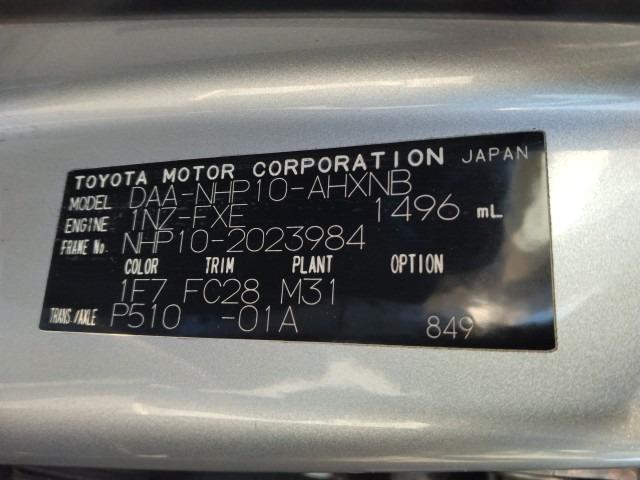 TOYOTA MOTOR CORPORATION JAPAN
MODEL DAA-NHP10-AHXNB
ENGINE 1NZ-FXE 1496 mL
FRAME No. NHP10-2023984
COLOR TRIM PLANT OPTION
1F7 FC28 M31
TRANS/AXLE P510 -01A 849